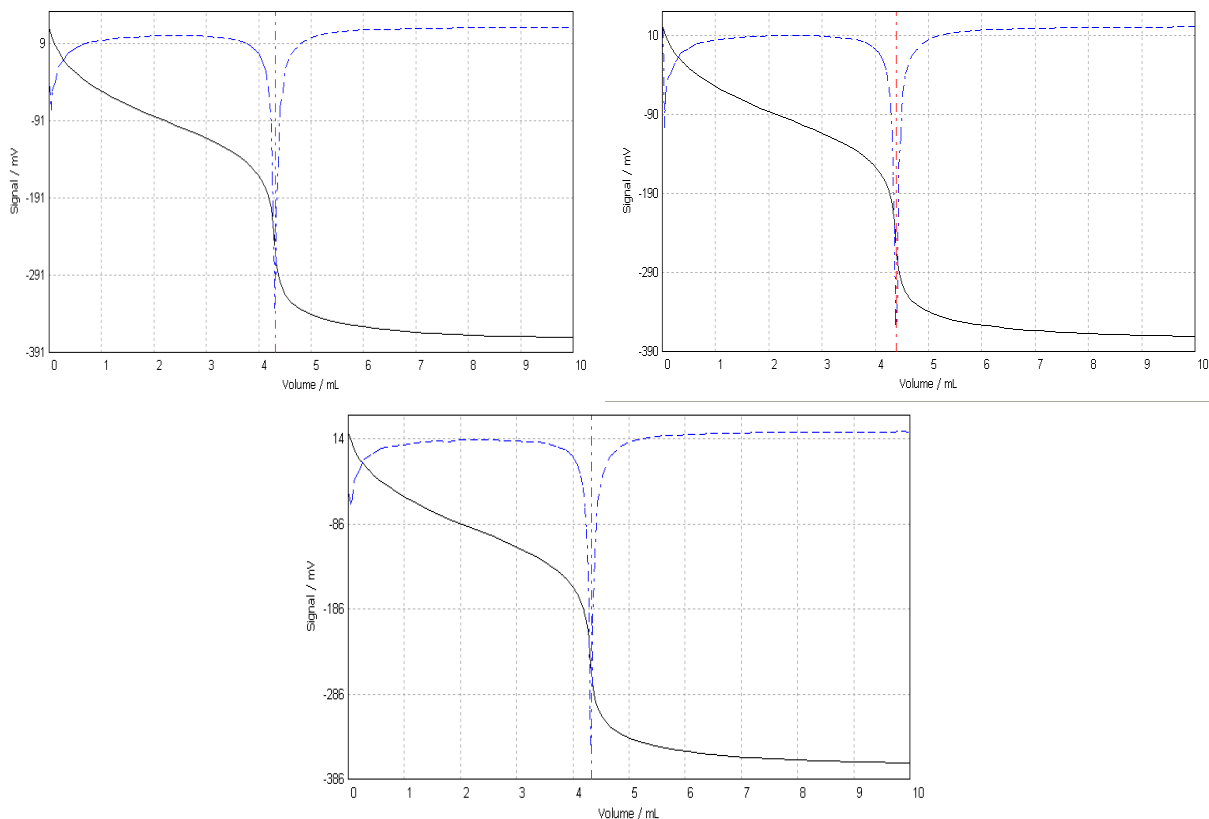 9
-91
-191
-291
-391
Signal / mV
0 1 2 3 4 5 6 7 8 9 10
Volume / mL
10
-90
-190
-290
-390
Signal / mV
0 1 2 3 4 5 6 7 8 9 10
Volume / mL
14
-86
-186
-286
-386
Signal / mV
0 1 2 3 4 5 6 7 8 9 10
Volume / mL